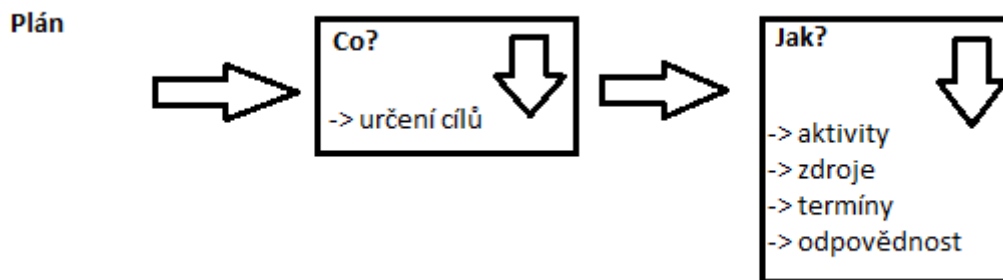 Plán
Co?
-> určení cílů
Jak?
-> aktivity
-> zdroje
-> termíny
-> odpovědnost